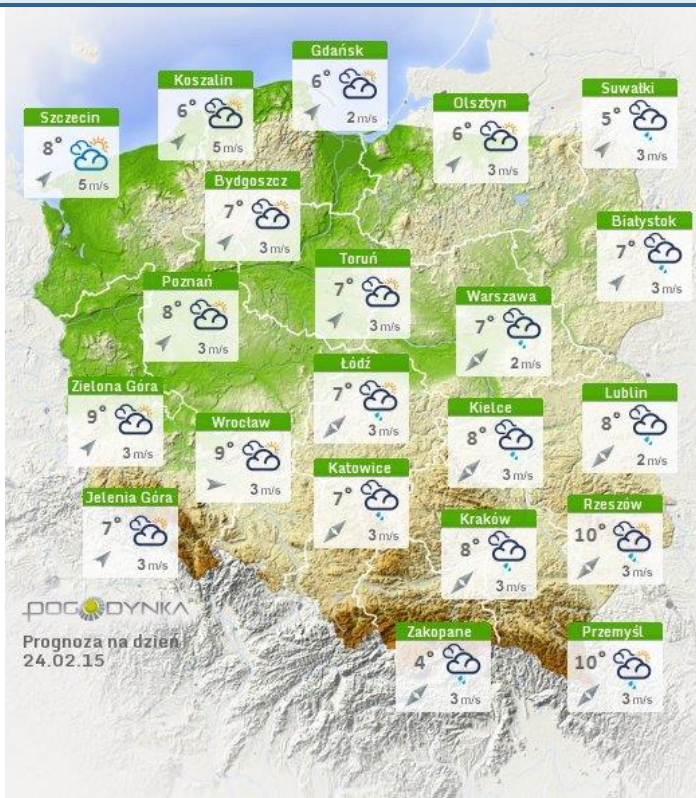 Gdańsk
6°
2 m/s
Koszalin
6°
5 m/s
Suwałki
5°
3 m/s
Olsztyn
6°
3 m/s
Szczecin
8°
5 m/s
Bydgoszcz
7°
3 m/s
Białystok
7°
3 m/s
Toruń
7°
3 m/s
Poznań
8°
3 m/s
Warszawa
7°
2 m/s
Łódź
7°
3 m/s
Zielona Góra
9°
3 m/s
Lublin
8°
2 m/s
Kielce
8°
3 m/s
Wrocław
9°
3 m/s
Katowice
7°
3 m/s
Jelenia Góra
7°
3 m/s
Rzeszów
10°
3 m/s
Kraków
8°
3 m/s
POGODYNKA
Prognoza na dzień
24.02.15
Zakopane
4°
3 m/s
Przemyśl
10°
3 m/s